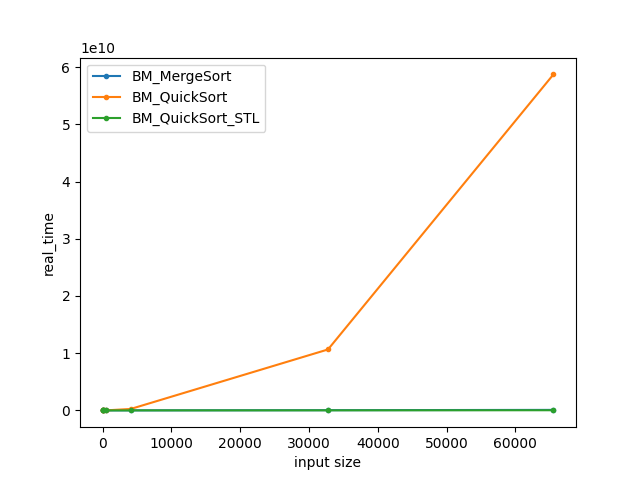 1e10
BM_MergeSort
BM_QuickSort
BM_QuickSort_STL
6
5
4
3
2
1
0
real_time
0 10000 20000 30000 40000 50000 60000
input size